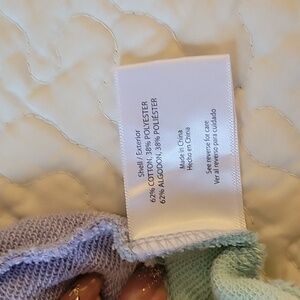 Shell / Exterior
62% COTTON, 38% POLYESTER
62% ALGODON, 38% POLIÉSTER
Made in China
Hecho en China
See reverse for care
Ver al reverso para cuidado